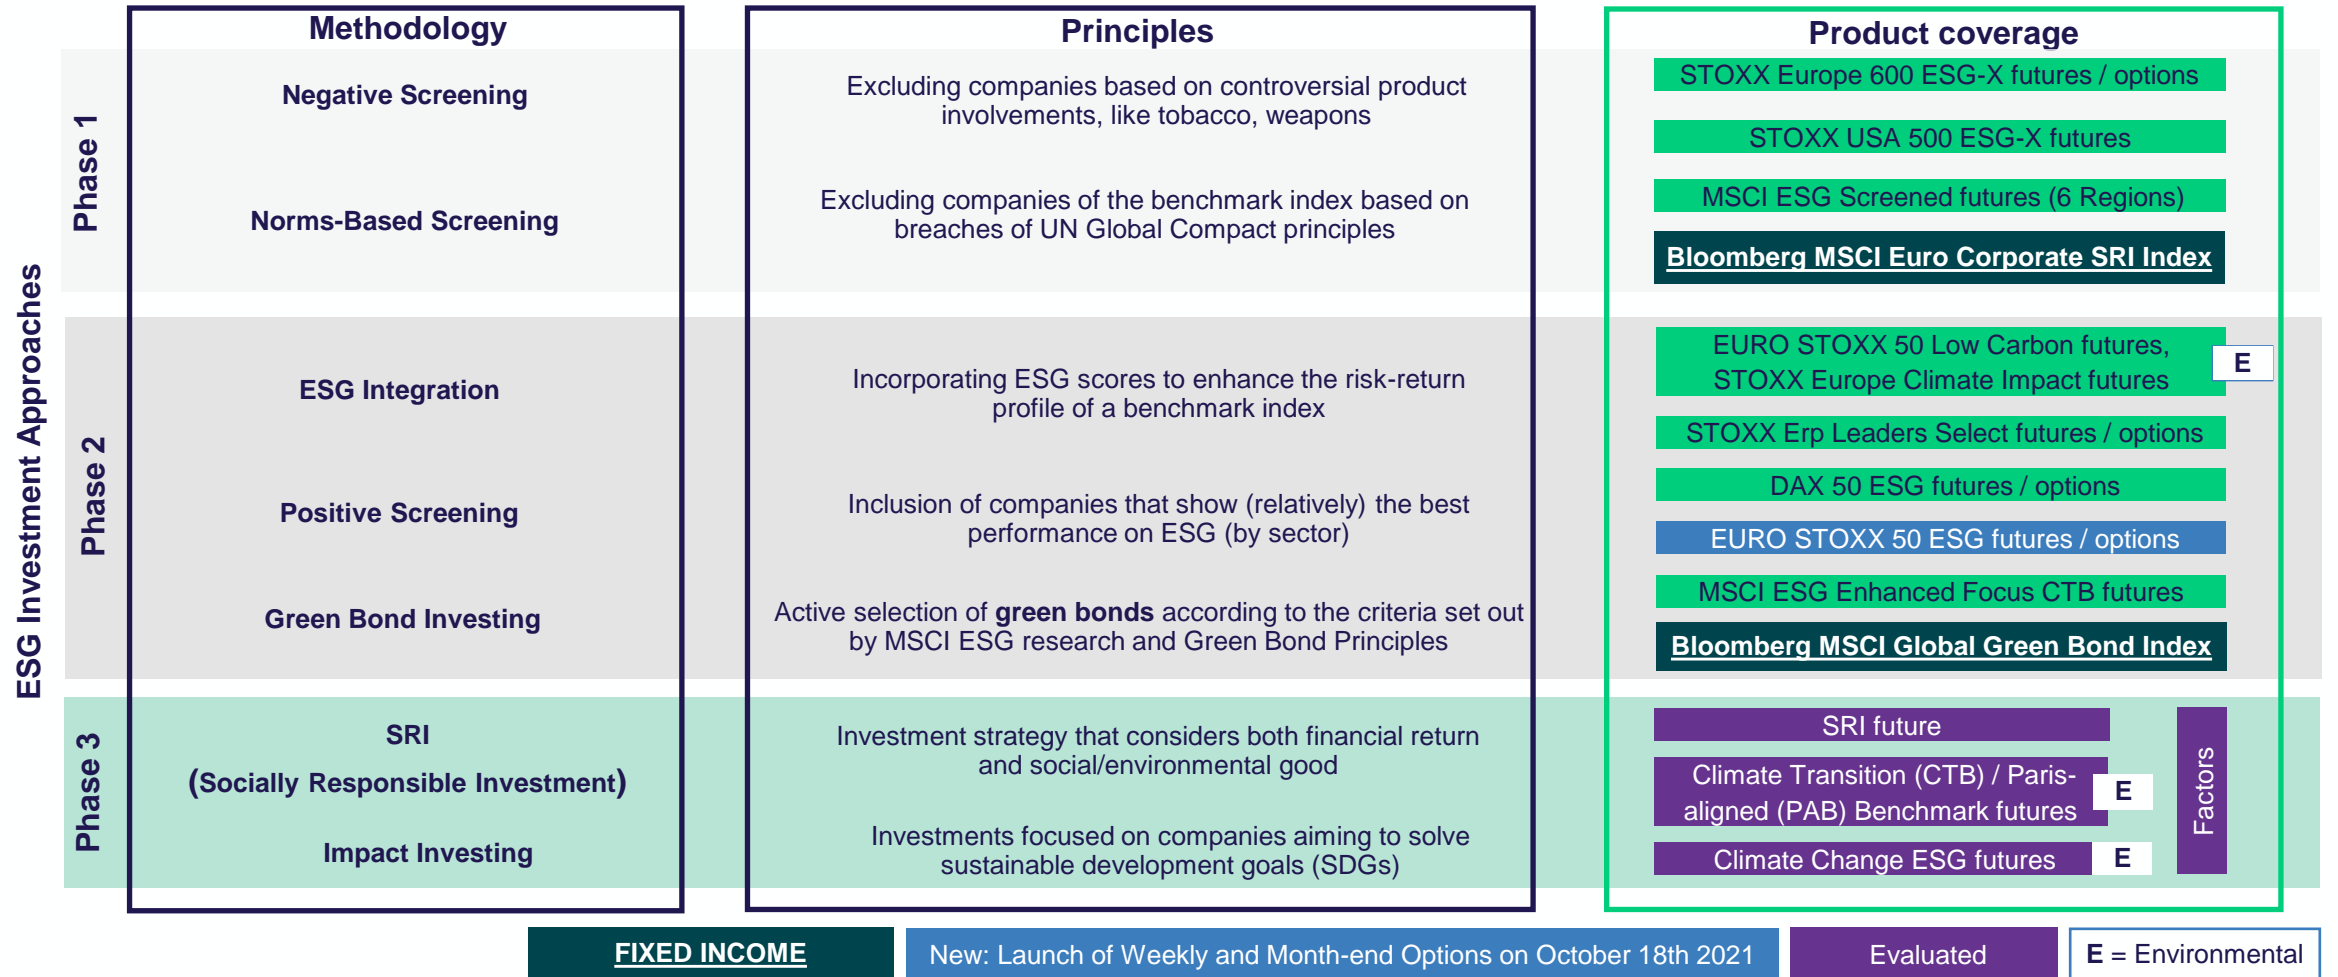 Methodology
Principles
Product coverage
ESG Investment Approaches
Phase 1
Negative Screening
Excluding companies based on controversial product
involvements, like tobacco, weapons
Norms-Based Screening
Excluding companies of the benchmark index based on
breaches of UN Global Compact principles
STOXX Europe 600 ESG-X futures / options
STOXX USA 500 ESG-X futures
MSCI ESG Screened futures (6 Regions)
Bloomberg MSCI Euro Corporate SRI Index
Phase 2
ESG Integration
Incorporating ESG scores to enhance the risk-return
profile of a benchmark index
Positive Screening
Inclusion of companies that show (relatively) the best
performance on ESG (by sector)
Green Bond Investing
Active selection of green bonds according to the criteria set out
by MSCI ESG research and Green Bond Principles
EURO STOXX 50 Low Carbon futures,
STOXX Europe Climate Impact futures
E
STOXX Erp Leaders Select futures / options
DAX 50 ESG futures / options
EURO STOXX 50 ESG futures / options
MSCI ESG Enhanced Focus CTB futures
Bloomberg MSCI Global Green Bond Index
Phase 3
SRI
(Socially Responsible Investment)
Investment strategy that considers both financial return
and social/environmental good
Impact Investing
Investments focused on companies aiming to solve
sustainable development goals (SDGs)
SRI future
Climate Transition (CTB) / Paris-
aligned (PAB) Benchmark futures
E
Climate Change ESG futures
E
Factors
FIXED INCOME
New: Launch of Weekly and Month-end Options on October 18th 2021
Evaluated
E = Environmental